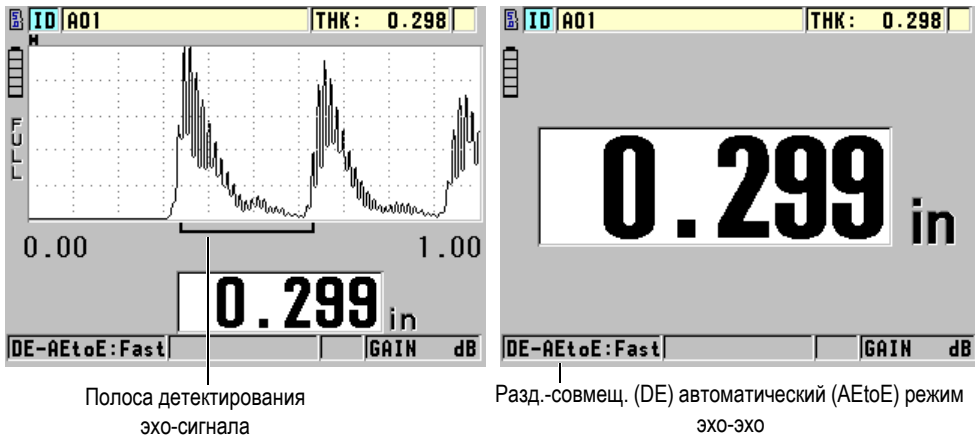 ID A01 THK: 0.298
FULL
0.00 1.00
0.299 in
DE-AEtoE:Fast GAIN dB
Полоса детектирования
эхо-сигнала
ID A01 THK: 0.298
0.299 in
DE-AEtoE:Fast GAIN dB
Разд.-совмещ. (DE) автоматический (AEtoE) режим
эхо-эхо